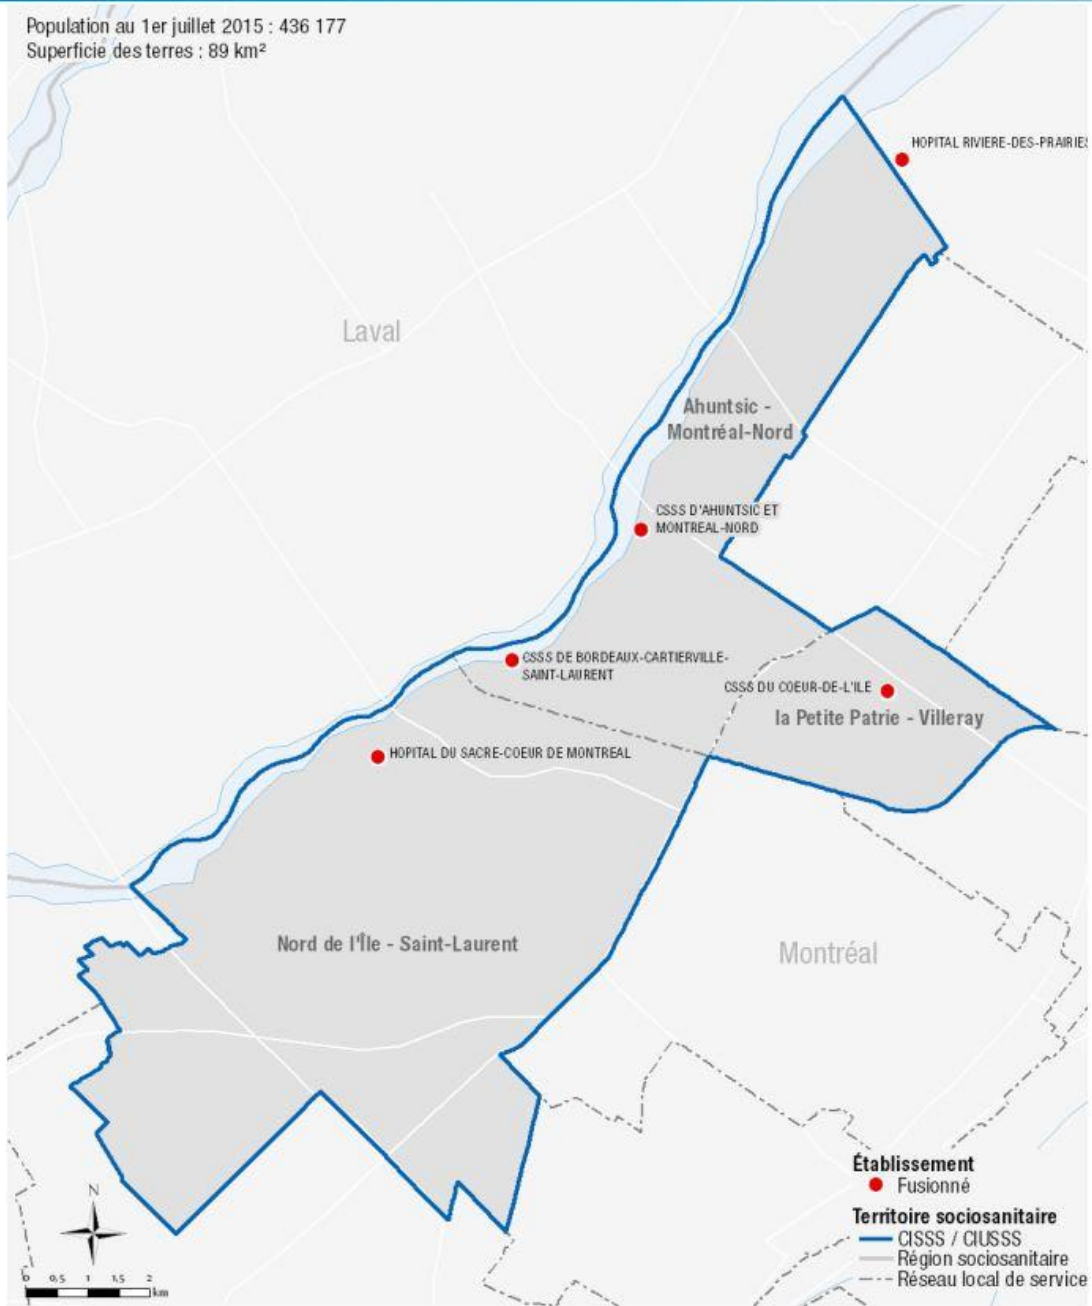 Population au 1er juillet 2015 : 436 177
Superficie des terres : 89 km²
HOPITAL RIVIERE-DES-PRAIRIES
Laval
Ahuntsic -
Montréal-Nord
CSSS D'AHUNTSIC ET
MONTREAL-NORD
CSSS DE BORDEAUX-CARTIERVILLE-
SAINT-LAURENT
CSSS DU COEUR-DE-L'ILE
la Petite Patrie - Villeray
HOPITAL DU SACRE-COEUR DE MONTREAL
Nord de l'Île - Saint-Laurent
Montréal
Établissement
Fusionné
Territoire sociosanitaire
CISSS / CIUSSS
Région sociosanitaire
Réseau local de service
N
0 0,5 1 1,5 2
km